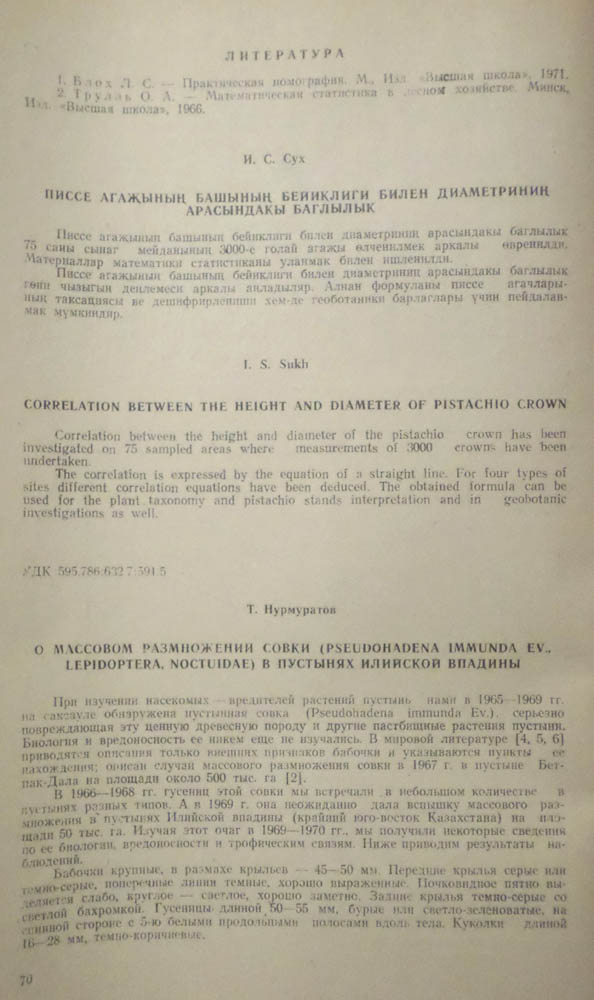 ЛИТЕРАТУРА
1. Блох Л. С. — Практическая номография. М., Изд. «Высшая школа», 1971.
2. Трулль О. А. — Математическая статистика в лесном хозяйстве. Минск,
Изд. «Высшая школа», 1966.
И. С. Сух
ПИССЕ АГАҖЫНЫҢ БАШЫНЫҢ БЕЙИКЛИГИ БИЛЕН ДИАМЕТРИНИҢ
АРАСЫНДАКЫ БАГЛЫЛЫК
Писсе агаҗының башының бейиклиги билен диаметриниң арасындакы баглылык
75 саны сынаг мейданының 3000-е голай агаҗы өлченилмек аркалы өвренилди.
Материаллар математики статистиканы уланмак билен ишленилди.
Писсе агаҗының башының бейиклиги билен диаметриниң арасындакы баглылык
гөни чызыгың деңлемеси аркалы аңладыляр. Алнан формуланы писсе агачлары-
ның таксациясы ве дешифрирленишн хем-де геоботаники барлаглары үчин пейдалан-
мак мүмкиндир.
I. S. Sukh
CORRELATION BETWEEN THE HEIGHT AND DIAMETER OF PISTACHIO CROWN
Correlation between the height and diameter of the pistachio crown has been
investigated on 75 sampled areas where measurements of 3000 crowns have been
undertaken.
The correlation is expressed by the equation of a straight line. For four types of
sites different correlation equations have been deduced. The obtained formula can be
used for the plant taxonomy and pistachio stands interpretation and in geobotanic
investigations as well.
УДК 595.786:632.7:591.5
Т. Нурмуратов
О МАССОВОМ РАЗМНОЖЕНИИ СОВКИ (PSEUDOHADENA IMMUNDA EV.,
LEPIDOPTERA, NOCTUIDAE) В ПУСТЫНЯХ ИЛИЙСКОЙ ВПАДИНЫ
При изучении насекомых — вредителей растений пустынь нами в 1965—1969 гг.
на саксауле обнаружена пустынная совка (Pseudohadena immunda Ev.), серьезно
повреждающая эту ценную древесную породу и другие пастбищные растения пустыни.
Биология и вредоносность ее никем еще не изучались. В мировой литературе [4, 5, 6]
приводятся описания только внешних признаков бабочки и указываются пункты ее
нахождения; описан случай массового размножения совки в 1967 г. в пустыне Бет-
пак-Дала на площади около 500 тыс. га [2].
В 1966—1968 гг. гусениц этой совки мы встречали в небольшом количестве в
пустынях разных типов. А в 1969 г. она неожиданно дала вспышку массового раз-
множения в пустынях Илийской впадины (крайний юго-восток Казахстана) на пло-
щади 50 тыс. га. Изучая этот очаг в 1969—1970 гг., мы получили некоторые сведения
по ее биологии, вредоносности и трофическим связям. Ниже приводим результаты на-
блюдений.
Бабочки крупные, в размахе крыльев — 45—50 мм. Передние крылья серые или
темно-серые, поперечные линии темные, хорошо выраженные. Почковидное пятно вы-
деляется слабо, круглое — светлое, хорошо заметно. Задние крылья темно-серые со
светлой бахромкой. Гусеницы длиной 50—55 мм, бурые или светло-зеленоватые, на
спинной стороне с 5-ю белыми продольными полосами вдоль тела. Куколки длиной
16—28 мм, темно-коричневые.
70